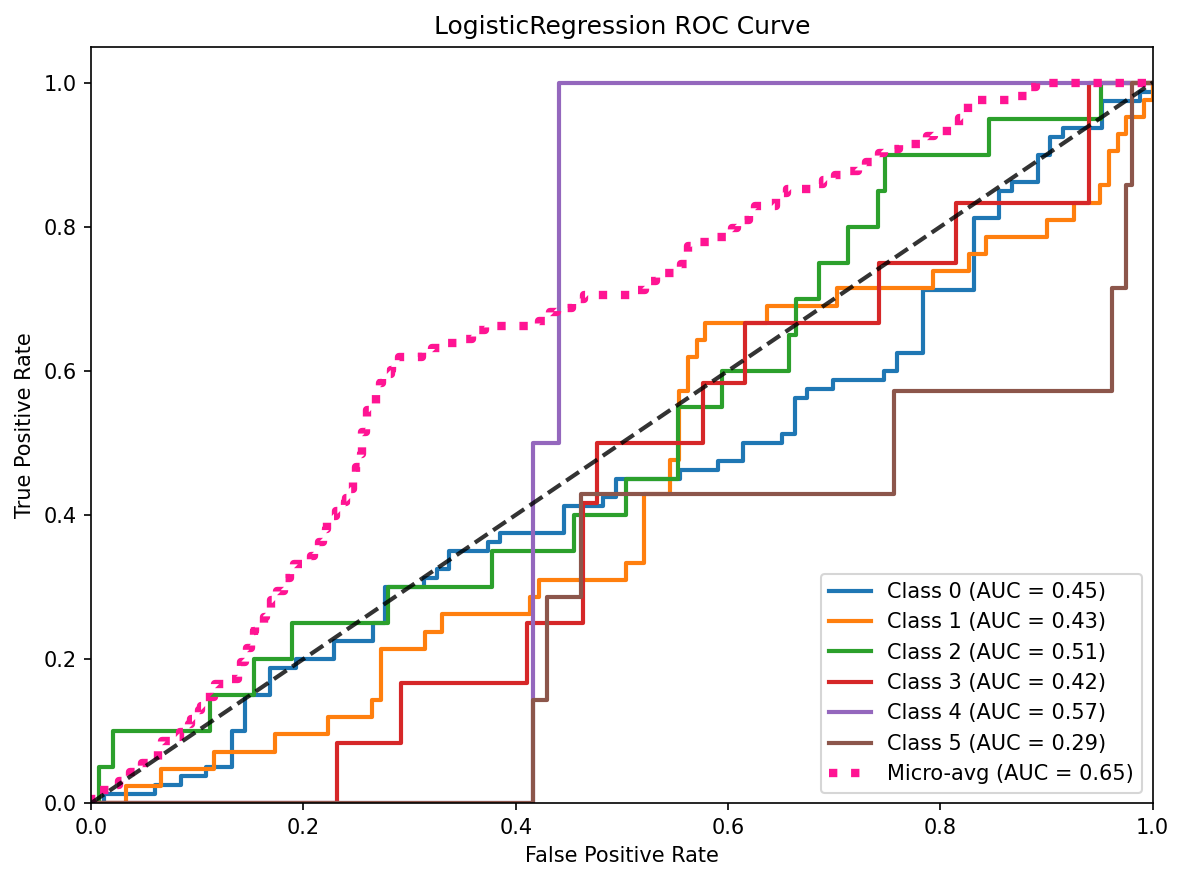 LogisticRegression ROC Curve
True Positive Rate
1.0
0.8
0.6
0.4
0.2
0.0
0.0 0.2 0.4 0.6 0.8 1.0
False Positive Rate
Class 0 (AUC = 0.45)
Class 1 (AUC = 0.43)
Class 2 (AUC = 0.51)
Class 3 (AUC = 0.42)
Class 4 (AUC = 0.57)
Class 5 (AUC = 0.29)
Micro-avg (AUC = 0.65)